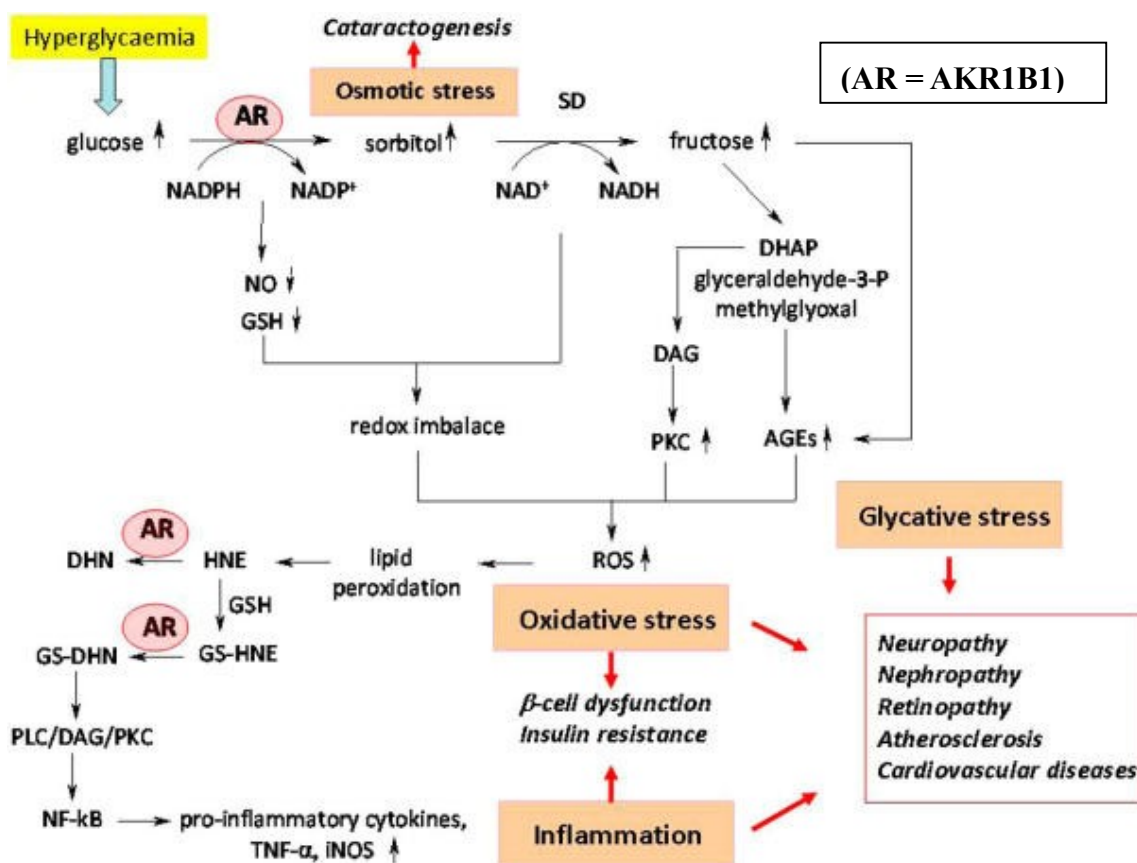 Hyperglycaemia
Cataractogenesis
(AR = AKR1B1)
Osmotic stress
AR
SD
glucose
sorbitol
fructose
NADPH
NADP+
NAD+
NADH
NO
GSH
DHAP
glyceraldehyde-3-P
methylglyoxal
DAG
redox imbalace
PKC
AGEs
Glycative stress
AR
DHN
HNE
lipid
peroxidation
ROS
GSH
AR
GS-DHN
GS-HNE
Oxidative stress
β-cell dysfunction
Insulin resistance
Neuropathy
Nephropathy
Retinopathy
Atherosclerosis
Cardiovascular diseases
PLC/DAG/PKC
NF-kB
pro-inflammatory cytokines,
TNF-α, iNOS
Inflammation